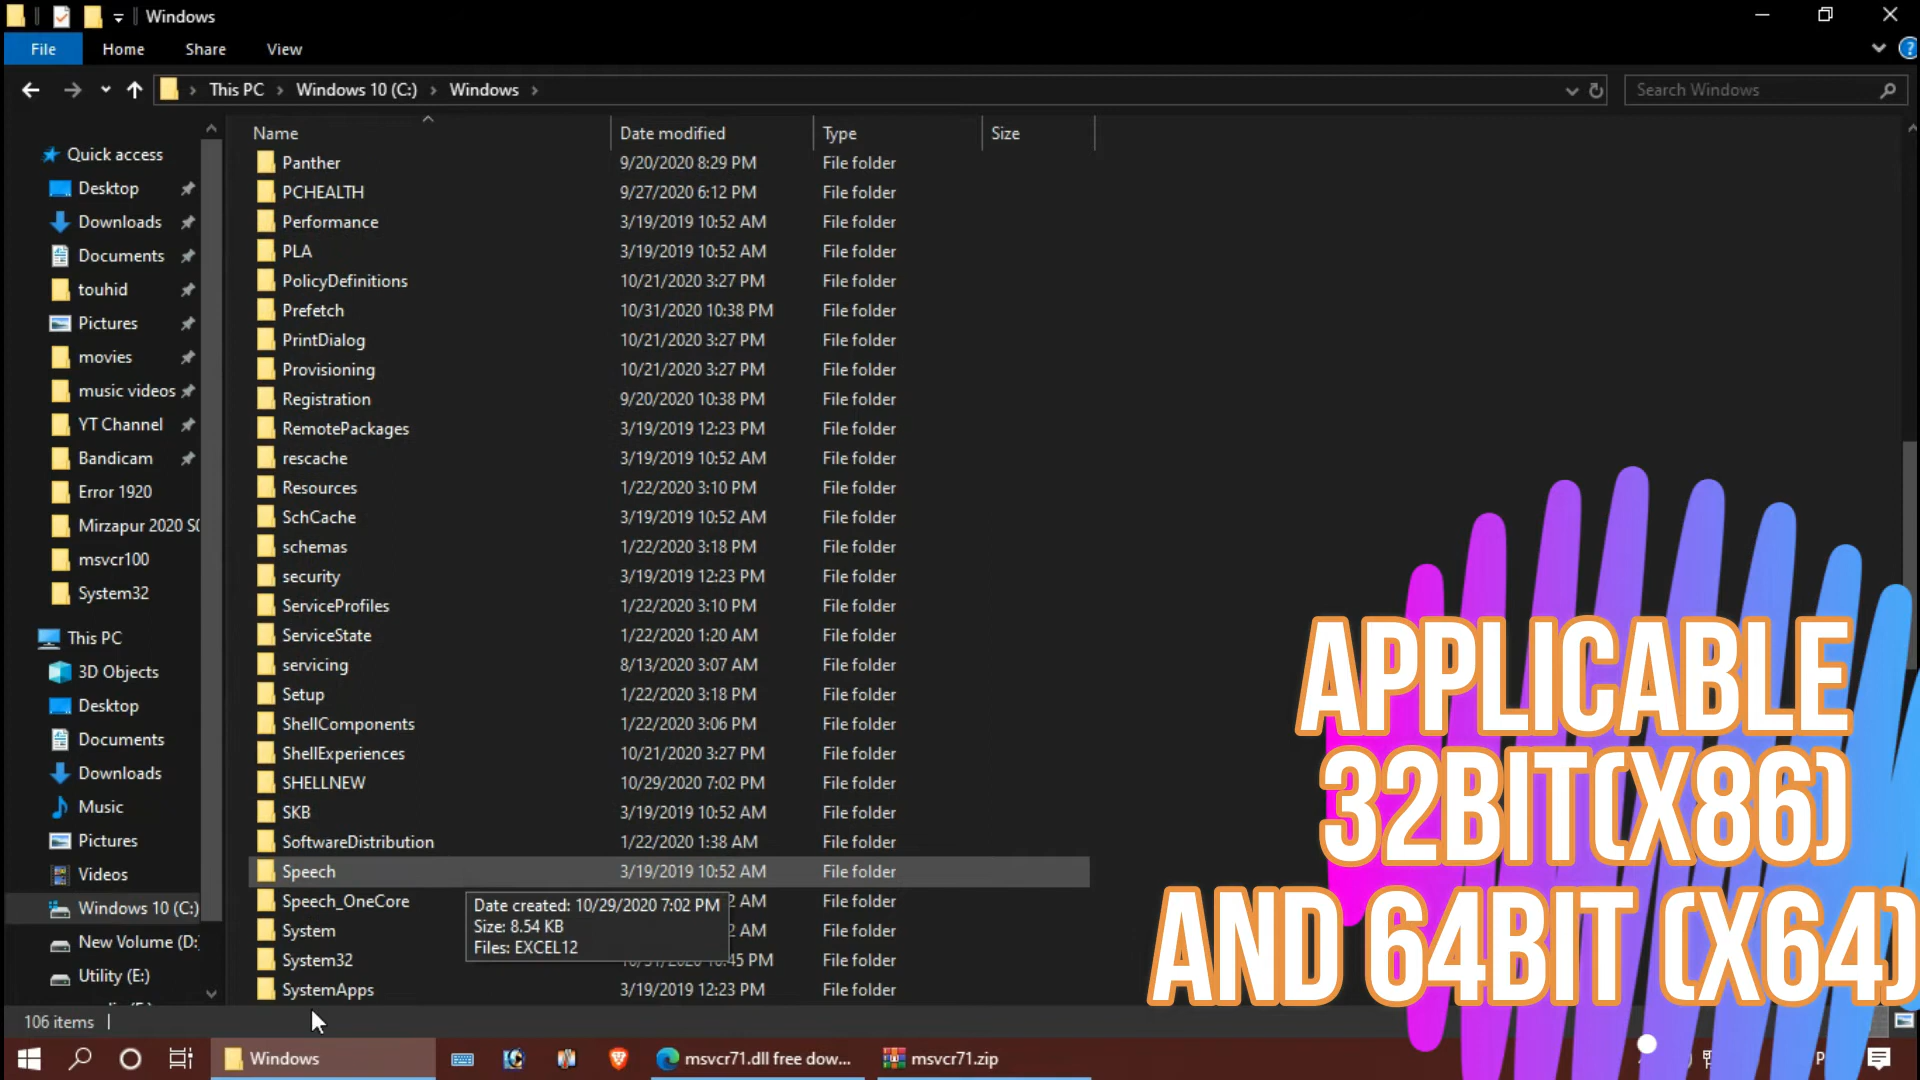 Windows
File Home Share View
This PC Windows 10 (C:) Windows Search Windows
Name Date modified Type Size
Quick access
Desktop
Downloads
Documents
touhid
Pictures
movies
music videos
YT Channel
Bandicam
Error 1920
Mirzapur 2020 S0
msvcr100
System32
This PC
3D Objects
Desktop
Documents
Downloads
Music
Pictures
Videos
Windows 10 (C:)
New Volume (D:
Utility (E:)
Panther 9/20/2020 8:29 PM File folder
PCHEALTH 9/27/2020 6:12 PM File folder
Performance 3/19/2019 10:52 AM File folder
PLA 3/19/2019 10:52 AM File folder
PolicyDefinitions 10/21/2020 3:27 PM File folder
Prefetch 10/31/2020 10:38 PM File folder
PrintDialog 10/21/2020 3:27 PM File folder
Provisioning 10/21/2020 3:27 PM File folder
Registration 9/20/2020 10:38 PM File folder
RemotePackages 3/19/2019 12:23 PM File folder
rescache 3/19/2019 10:52 AM File folder
Resources 1/22/2020 3:10 PM File folder
SchCache 3/19/2019 10:52 AM File folder
schemas 1/22/2020 3:18 PM File folder
security 3/19/2019 12:23 PM File folder
ServiceProfiles 1/22/2020 3:10 PM File folder
ServiceState 1/22/2020 1:20 AM File folder
servicing 8/13/2020 3:07 AM File folder
Setup 1/22/2020 3:18 PM File folder
ShellComponents 1/22/2020 3:06 PM File folder
ShellExperiences 10/21/2020 3:27 PM File folder
SHELLNEW 10/29/2020 7:02 PM File folder
SKB 3/19/2019 10:52 AM File folder
SoftwareDistribution 1/22/2020 1:38 AM File folder
Speech 3/19/2019 10:52 AM File folder
Speech_OneCore 2 AM File folder
System 2 AM File folder
System32 45 PM File folder
SystemApps 3/19/2019 12:23 PM File folder
Date created: 10/29/2020 7:02 PM
Size: 8.54 KB
Files: EXCEL12
APPLICABLE
32BIT(X86)
AND 64BIT (X64)
106 items
Windows msvcr71.dll free dow... msvcr71.zip